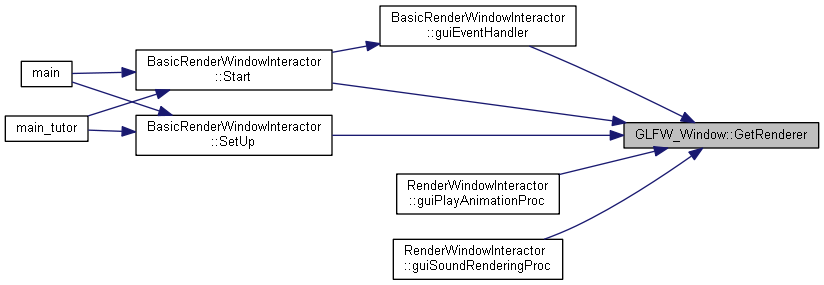 BasicRenderWindowInteractor
::guiEventHandler
BasicRenderWindowInteractor
::Start
main
main_tutor
BasicRenderWindowInteractor
::SetUp
GLFW_Window::GetRenderer
RenderWindowInteractor
::guiPlayAnimationProc
RenderWindowInteractor
::guiSoundRenderingProc